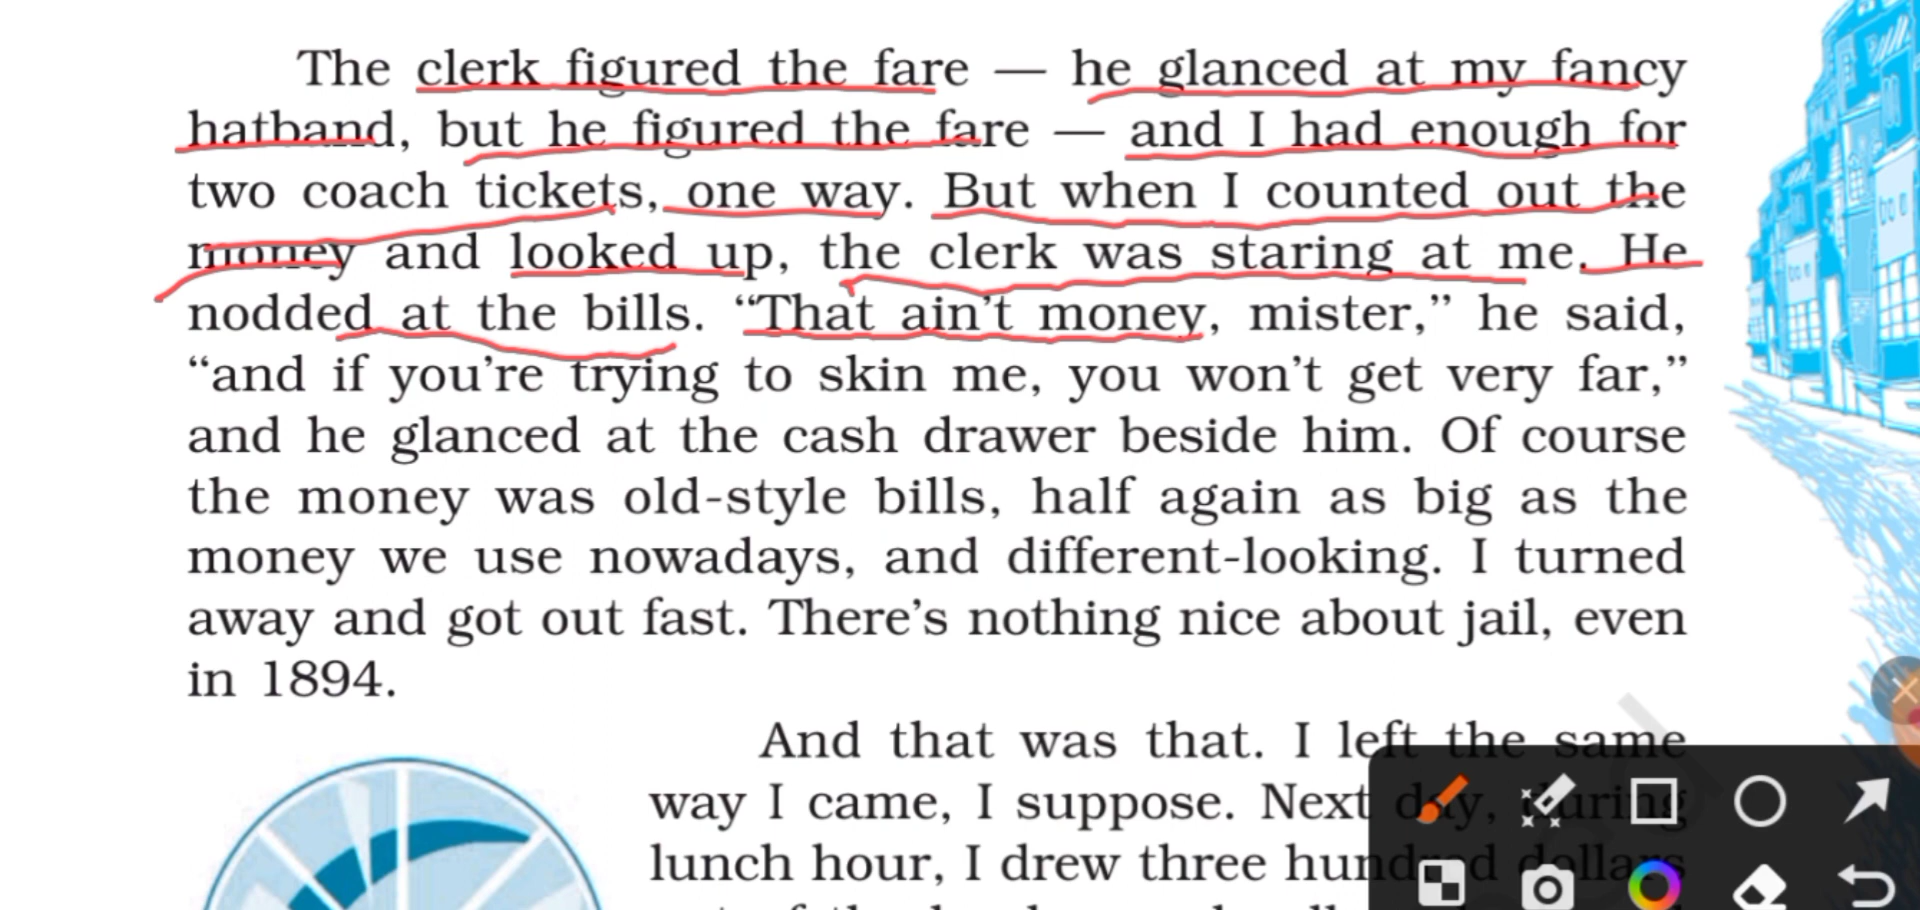 The clerk figured the fare — he glanced at my fancy
hatband, but he figured the fare — and I had enough for
two coach tickets, one way. But when I counted out the
money and looked up, the clerk was staring at me. He
nodded at the bills. “That ain’t money, mister,” he said,
“and if you’re trying to skin me, you won’t get very far,”
and he glanced at the cash drawer beside him. Of course
the money was old-style bills, half again as big as the
money we use nowadays, and different-looking. I turned
away and got out fast. There’s nothing nice about jail, even
in 1894.
And that was that. I left the same
way I came, I suppose. Next day, during
lunch hour, I drew three hundred dollars